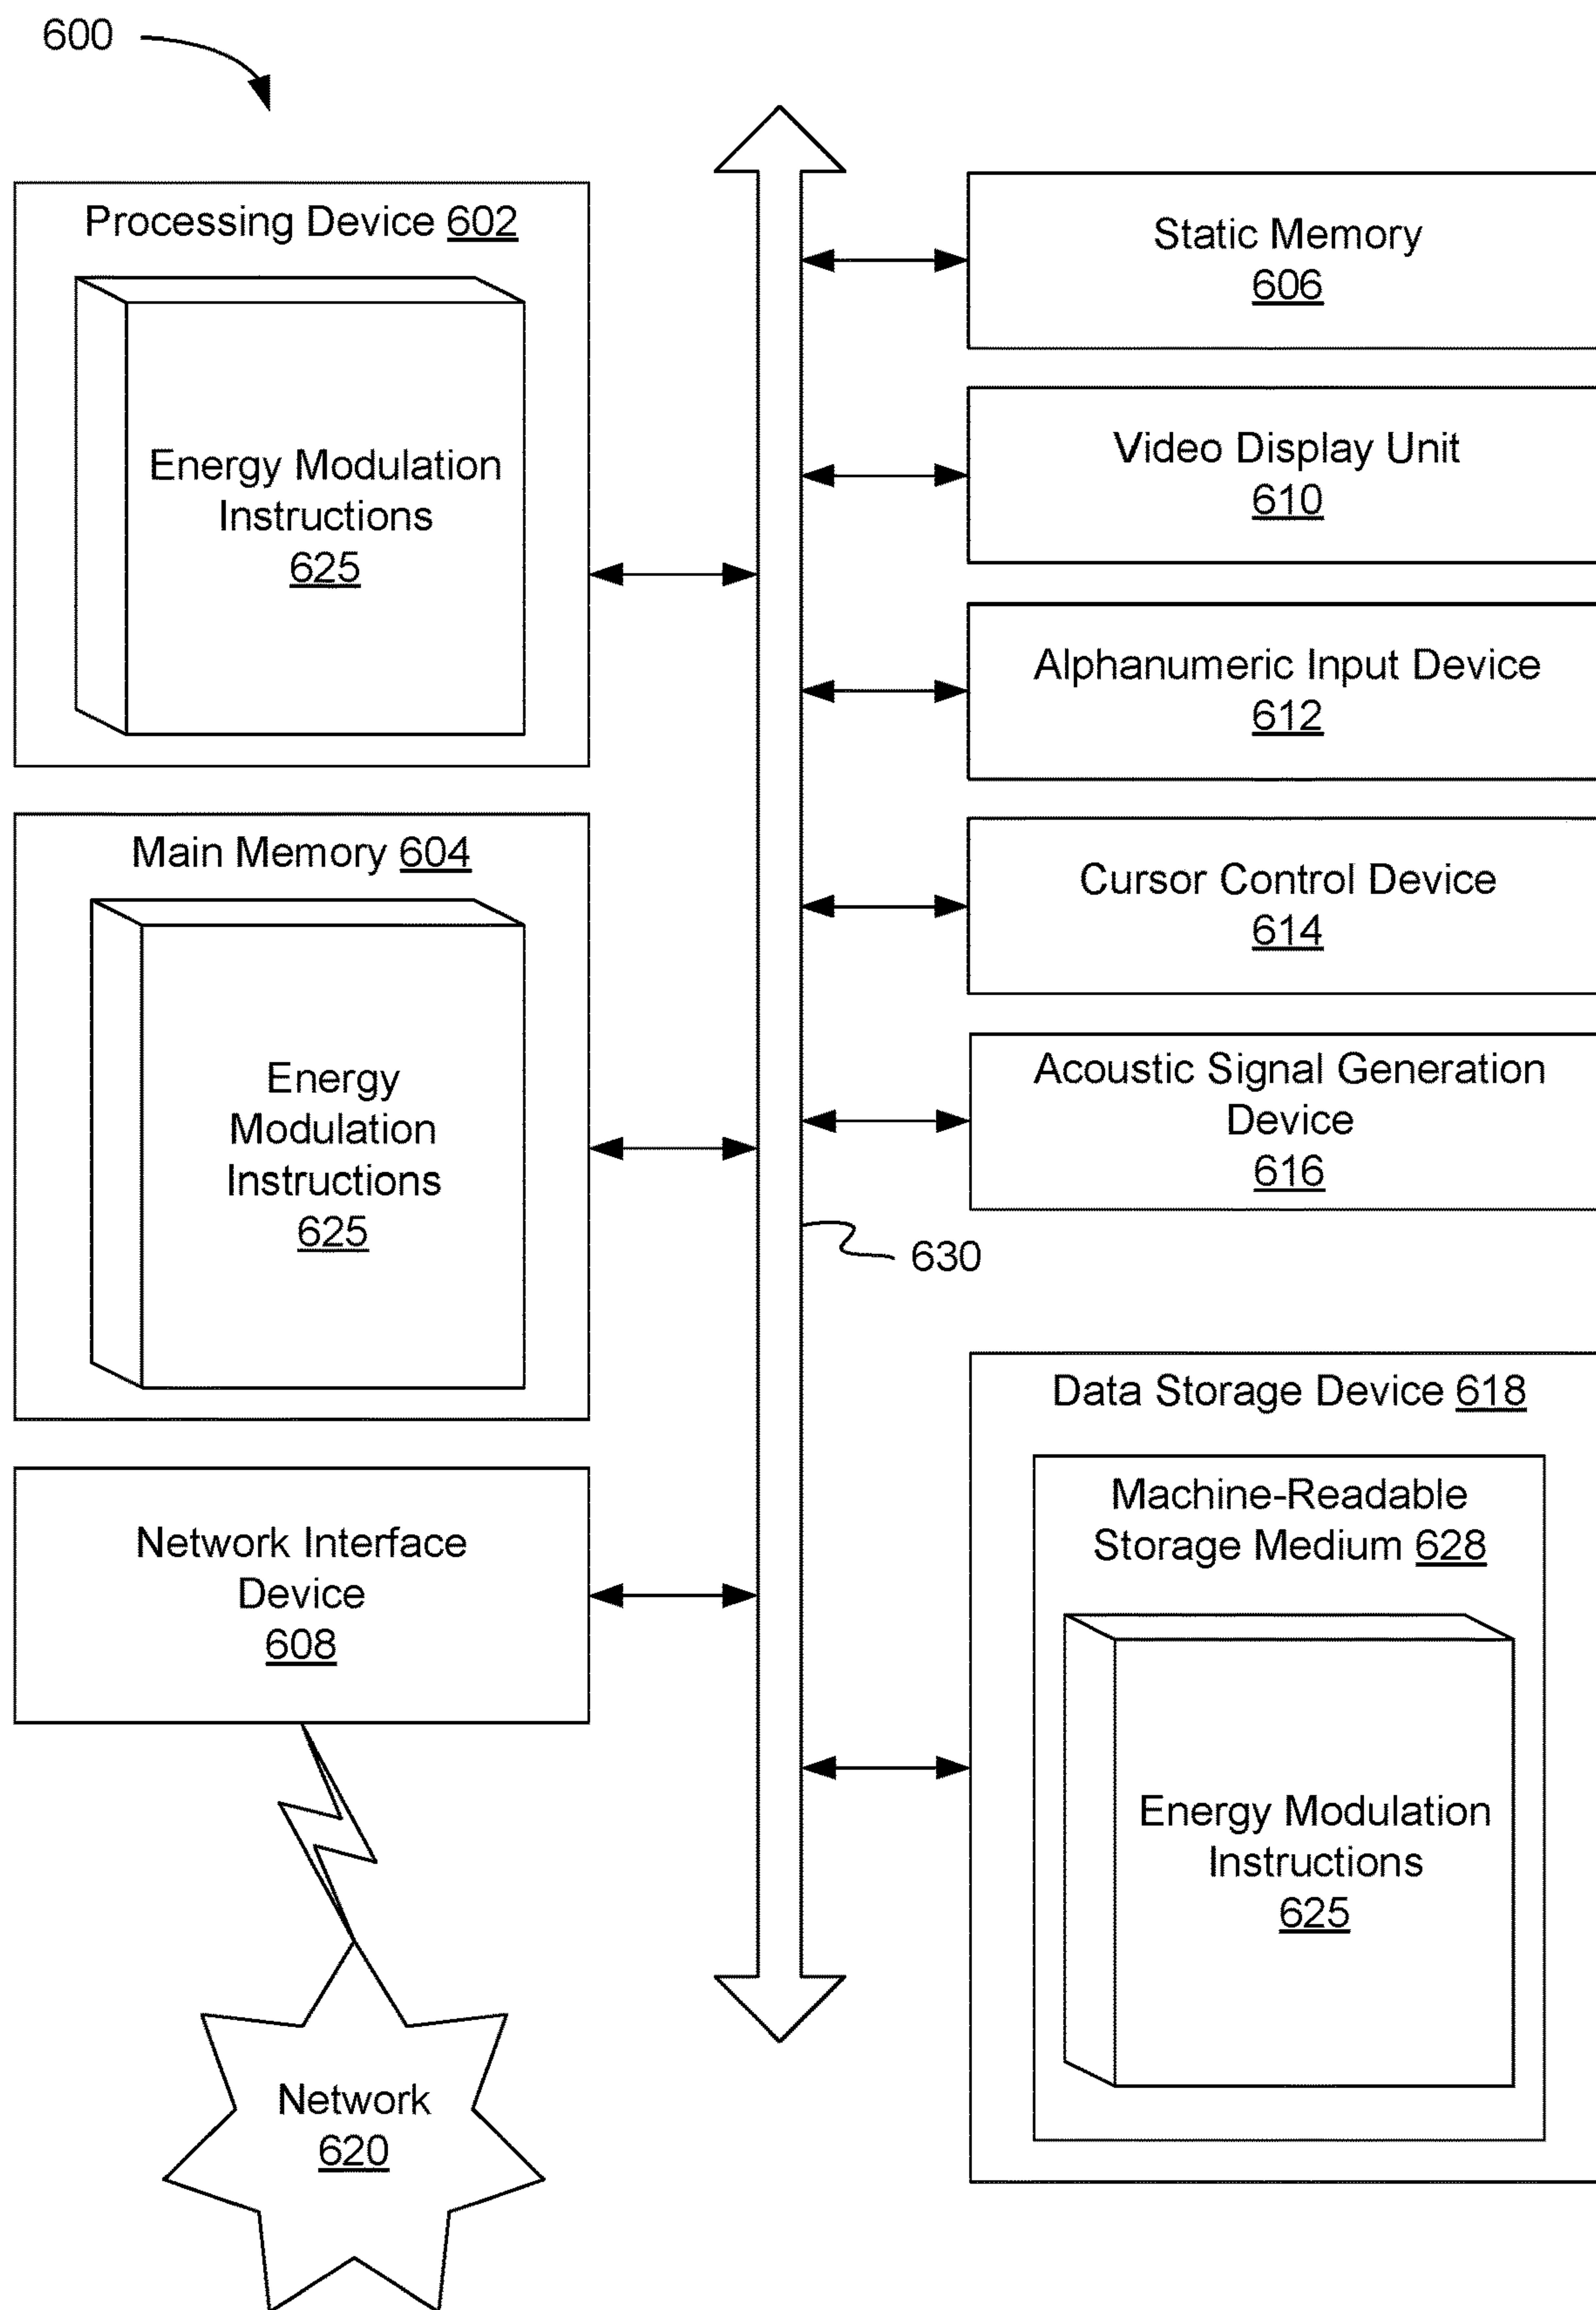 600
Processing Device 602
Energy Modulation
Instructions
625
Main Memory 604
Energy
Modulation
Instructions
625
Network Interface
Device
608
Network
620
Static Memory
606
Video Display Unit
610
Alphanumeric Input Device
612
Cursor Control Device
614
Acoustic Signal Generation
Device
616
630
Data Storage Device 618
Machine-Readable
Storage Medium 628
Energy Modulation
Instructions
625